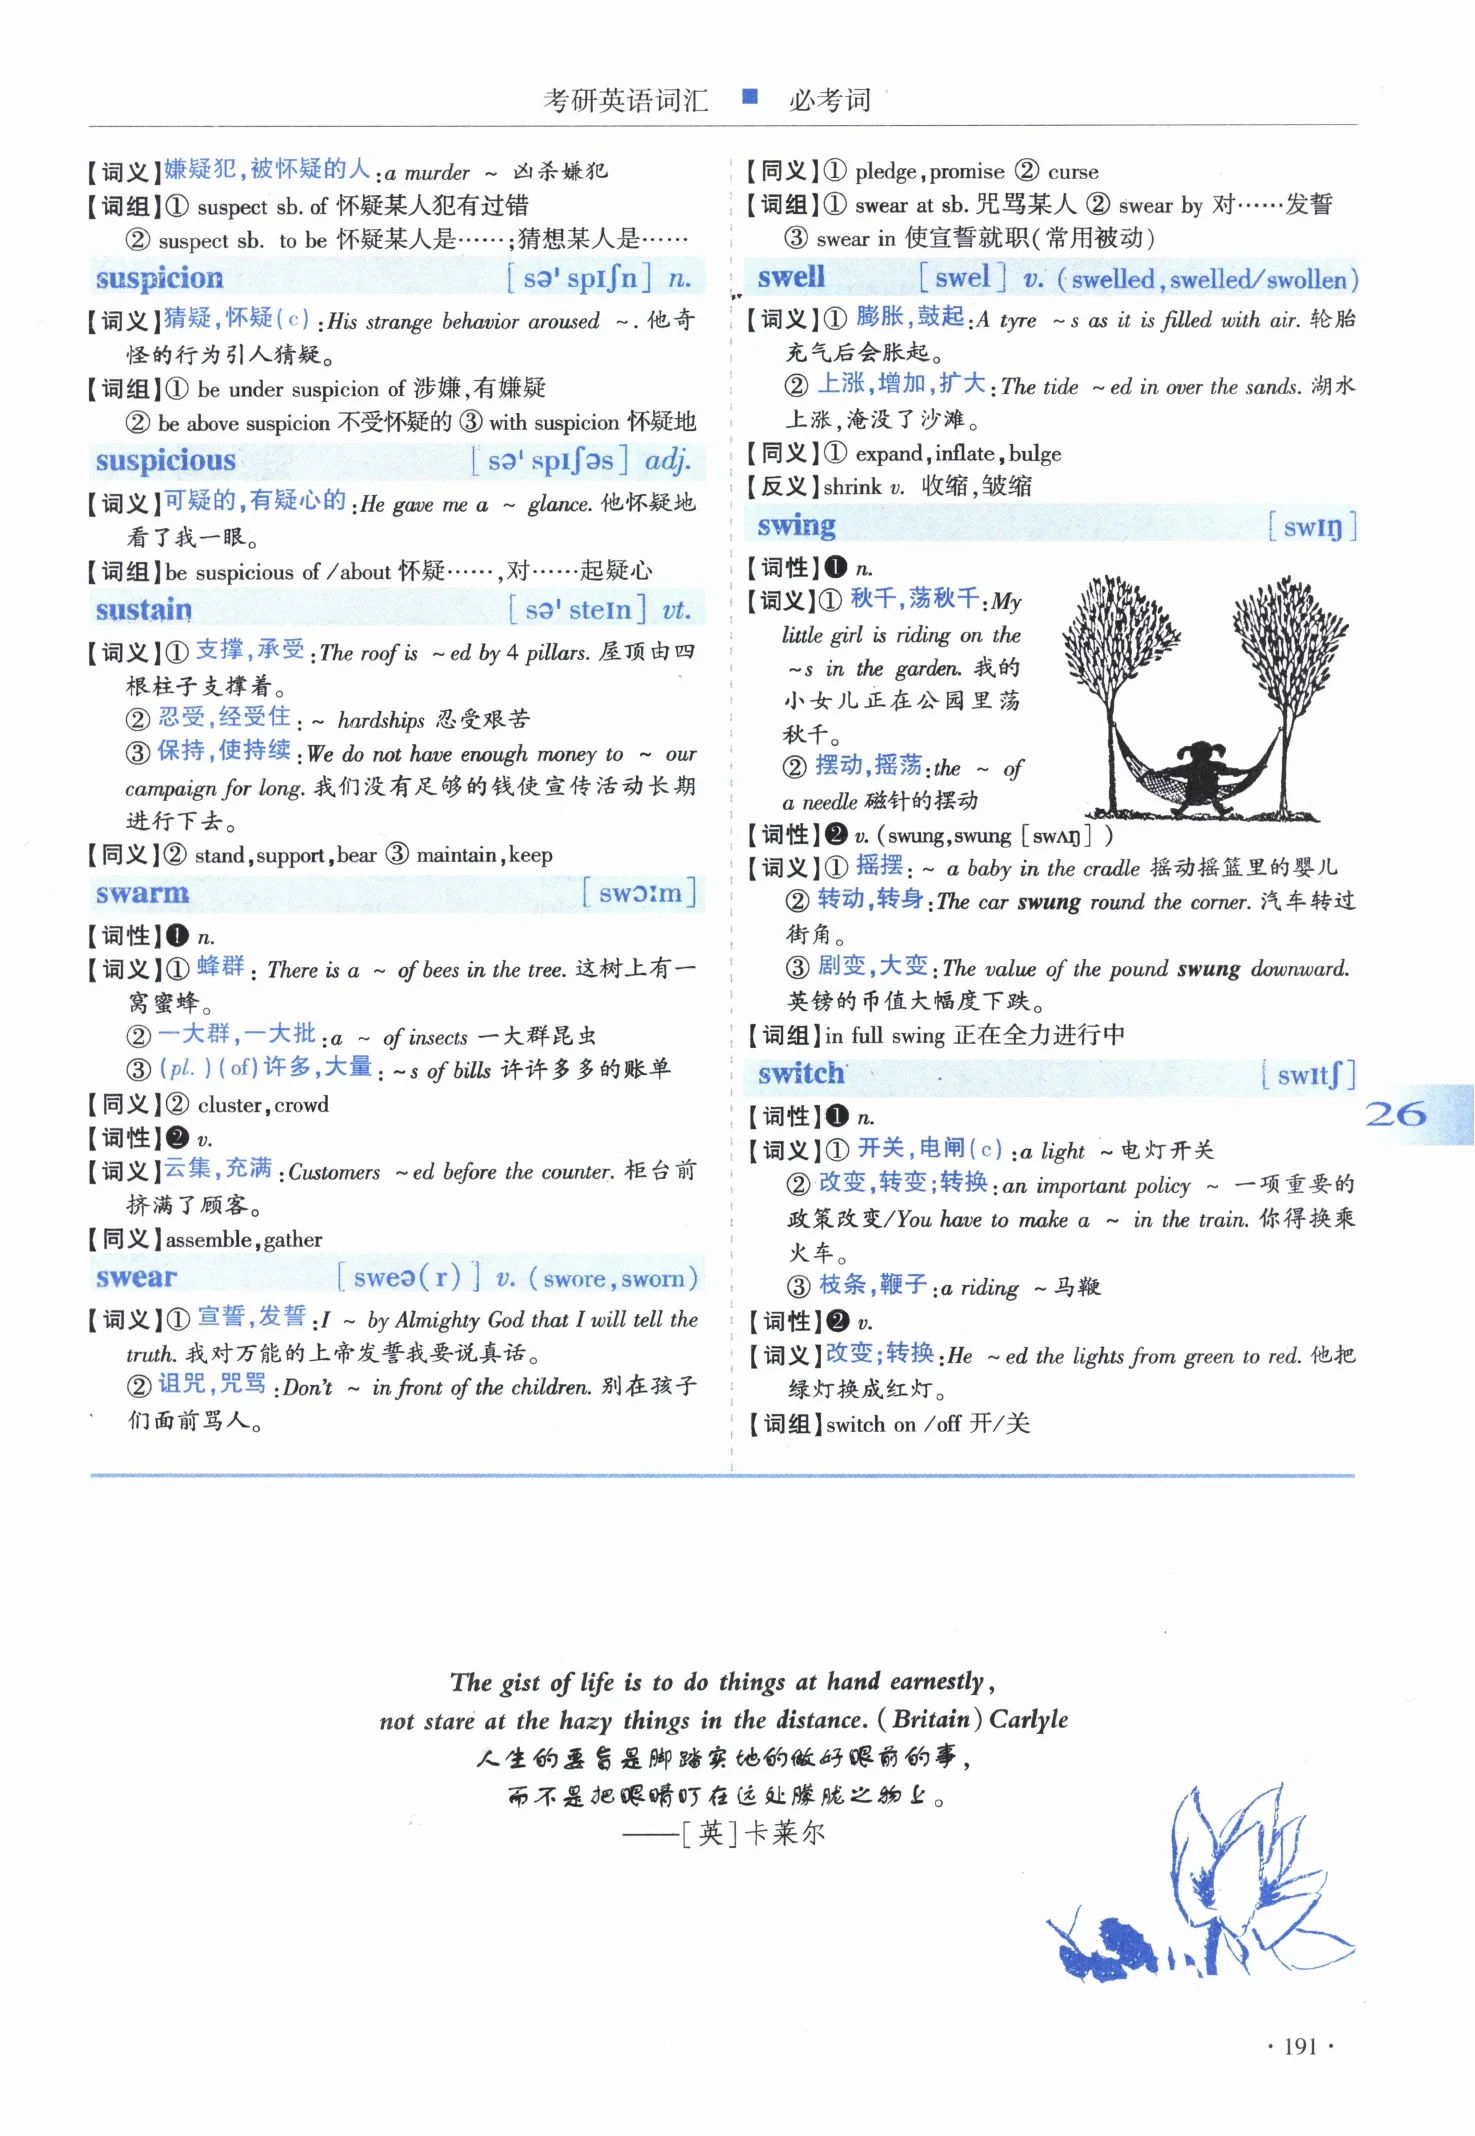 考研英语词汇 ■ 必考词
【词义】嫌疑犯,被怀疑的人:a murder ~ 凶杀嫌犯
【词组】① suspect sb. of 怀疑某人犯有过错
② suspect sb. to be 怀疑某人是……;猜想某人是……
suspicion [sə'spɪʃn] n.
【词义】猜疑,怀疑(c):His strange behavior aroused ~. 他奇
怪的行为引人猜疑。
【词组】① be under suspicion of 涉嫌,有嫌疑
② be above suspicion 不受怀疑的 ③ with suspicion 怀疑地
suspicious [sə'spɪʃəs] adj.
【词义】可疑的,有疑心的:He gave me a ~ glance. 他怀疑地
看了我一眼。
【词组】be suspicious of /about 怀疑……,对……起疑心
sustain [sə'steɪn] vt.
【词义】① 支撑,承受:The roof is ~ed by 4 pillars. 屋顶由四
根柱子支撑着。
② 忍受,经受住: ~ hardships 忍受艰苦
③ 保持,使持续:We do not have enough money to ~ our
campaign for long. 我们没有足够的钱使宣传活动长期
进行下去。
【同义】② stand,support,bear ③ maintain,keep
swarm [swɔːm]
【词性】❶ n.
【词义】① 蜂群: There is a ~ of bees in the tree. 这树上有一
窝蜜蜂。
② 一大群,一大批:a ~ of insects 一大群昆虫
③ (pl.)(of)许多,大量: ~s of bills 许许多多的账单
【同义】② cluster,crowd
【词性】❷ v.
【词义】云集,充满:Customers ~ed before the counter. 柜台前
挤满了顾客。
【同义】assemble,gather
swear [sweə(r)] v. (swore,sworn)
【词义】① 宣誓,发誓:I ~ by Almighty God that I will tell the
truth. 我对万能的上帝发誓我要说真话。
② 诅咒,咒骂:Don't ~ in front of the children. 别在孩子
们面前骂人。
【同义】① pledge,promise ② curse
【词组】① swear at sb. 咒骂某人 ② swear by 对……发誓
③ swear in 使宣誓就职(常用被动)
swell [swel] v. (swelled,swelled/swollen)
【词义】① 膨胀,鼓起:A tyre ~s as it is filled with air. 轮胎
充气后会胀起。
② 上涨,增加,扩大:The tide ~ed in over the sands. 湖水
上涨,淹没了沙滩。
【同义】① expand,inflate,bulge
【反义】shrink v. 收缩,皱缩
swing [swɪŋ]
【词性】❶ n.
【词义】① 秋千,荡秋千:My
little girl is riding on the
~s in the garden. 我的
小女儿正在公园里荡
秋千。
② 摆动,摇荡:the ~ of
a needle 磁针的摆动
【词性】❷ v. (swung,swung [swʌŋ])
【词义】① 摇摆: ~ a baby in the cradle 摇动摇篮里的婴儿
② 转动,转身:The car swung round the corner. 汽车转过
街角。
③ 剧变,大变:The value of the pound swung downward.
英镑的币值大幅度下跌。
【词组】in full swing 正在全力进行中
switch [swɪtʃ]
【词性】❶ n.
【词义】① 开关,电闸(c):a light ~ 电灯开关
② 改变,转变;转换:an important policy ~ 一项重要的
政策改变/You have to make a ~ in the train. 你得换乘
火车。
③ 枝条,鞭子:a riding ~ 马鞭
【词性】❷ v.
【词义】改变;转换:He ~ed the lights from green to red. 他把
绿灯换成红灯。
【词组】switch on /off 开/关
26
The gist of life is to do things at hand earnestly,
not stare at the hazy things in the distance. (Britain) Carlyle
人生的要旨是脚踏实地的做好眼前的事,
而不是把眼睛盯在远处朦胧之物上。
——[英]卡莱尔
· 191 ·